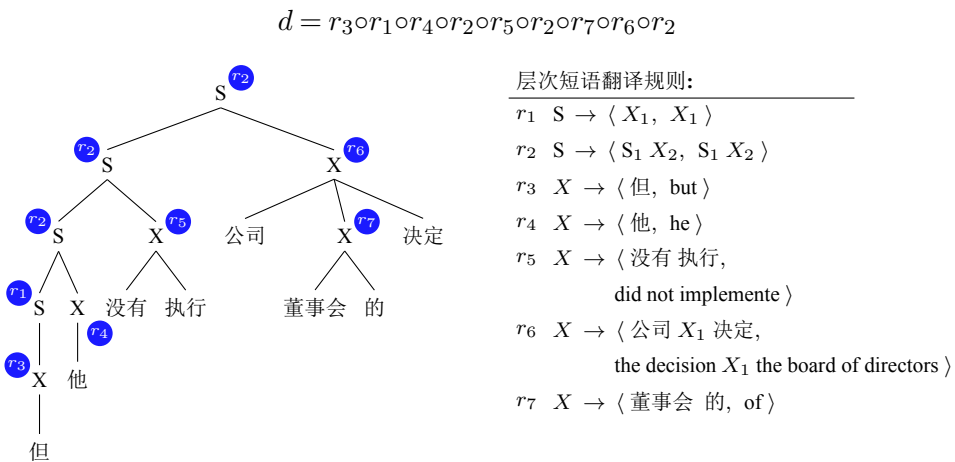 d = r3∘r1∘r4∘r2∘r5∘r2∘r7∘r6∘r2
S r2
r2 S
X r6
r2 S
X r5
公司
X r7
决定
r1 S
X r4
没有 执行
董事会 的
r3 X
他
但
层次短语翻译规则:
r1 S → ⟨ X1, X1 ⟩
r2 S → ⟨ S1 X2, S1 X2 ⟩
r3 X → ⟨ 但, but ⟩
r4 X → ⟨ 他, he ⟩
r5 X → ⟨ 没有 执行,
did not implemente ⟩
r6 X → ⟨ 公司 X1 决定,
the decision X1 the board of directors ⟩
r7 X → ⟨ 董事会 的, of ⟩